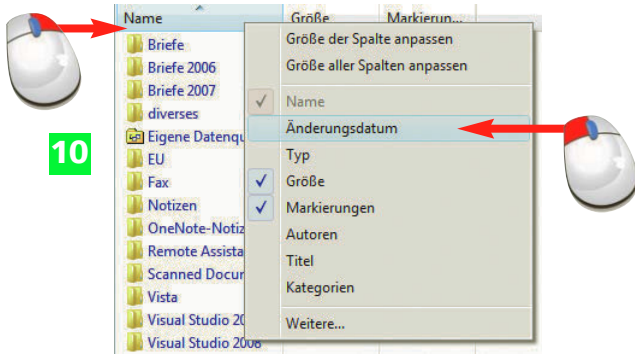 Name Größe Markierun...
Briefe
Briefe 2006
Briefe 2007
diverses
Eigene Datenqu
EU
Fax
Notizen
OneNote-Notiz
Remote Assista
Scanned Docur
Vista
Visual Studio 20
Visual Studio 2008
Größe der Spalte anpassen
Größe aller Spalten anpassen
Name
Änderungsdatum
Typ
Größe
Markierungen
Autoren
Titel
Kategorien
Weitere...
10